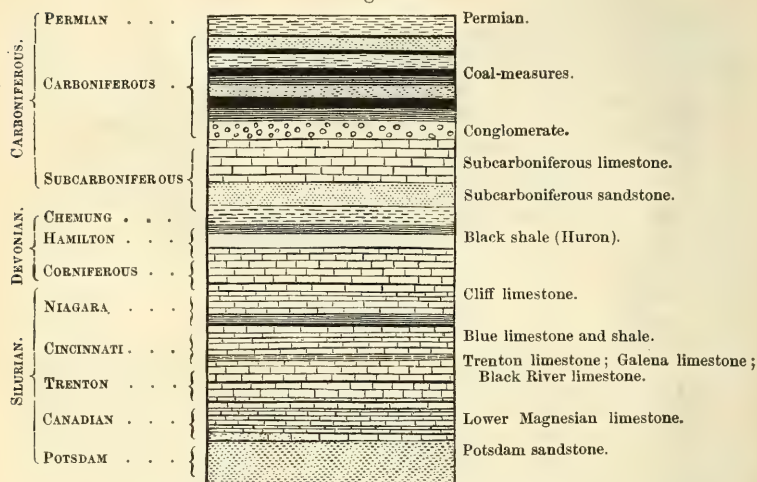 CARBONIFEROUS.
PERMIAN . . .
Permian.
CARBONIFEROUS .
Coal-measures.
Conglomerate.
Subcarboniferous limestone.
SUBCARBONIFEROUS
Subcarboniferous sandstone.
DEVONIAN.
CHEMUNG . . .
HAMILTON . . .
Black shale (Huron).
CORNIFEROUS . .
SILURIAN.
Cliff limestone.
NIAGARA . . .
Blue limestone and shale.
CINCINNATI . . .
Trenton limestone; Galena limestone;
Black River limestone.
TRENTON . . .
CANADIAN . . .
Lower Magnesian limestone.
Potsdam sandstone.
POTSDAM . . .